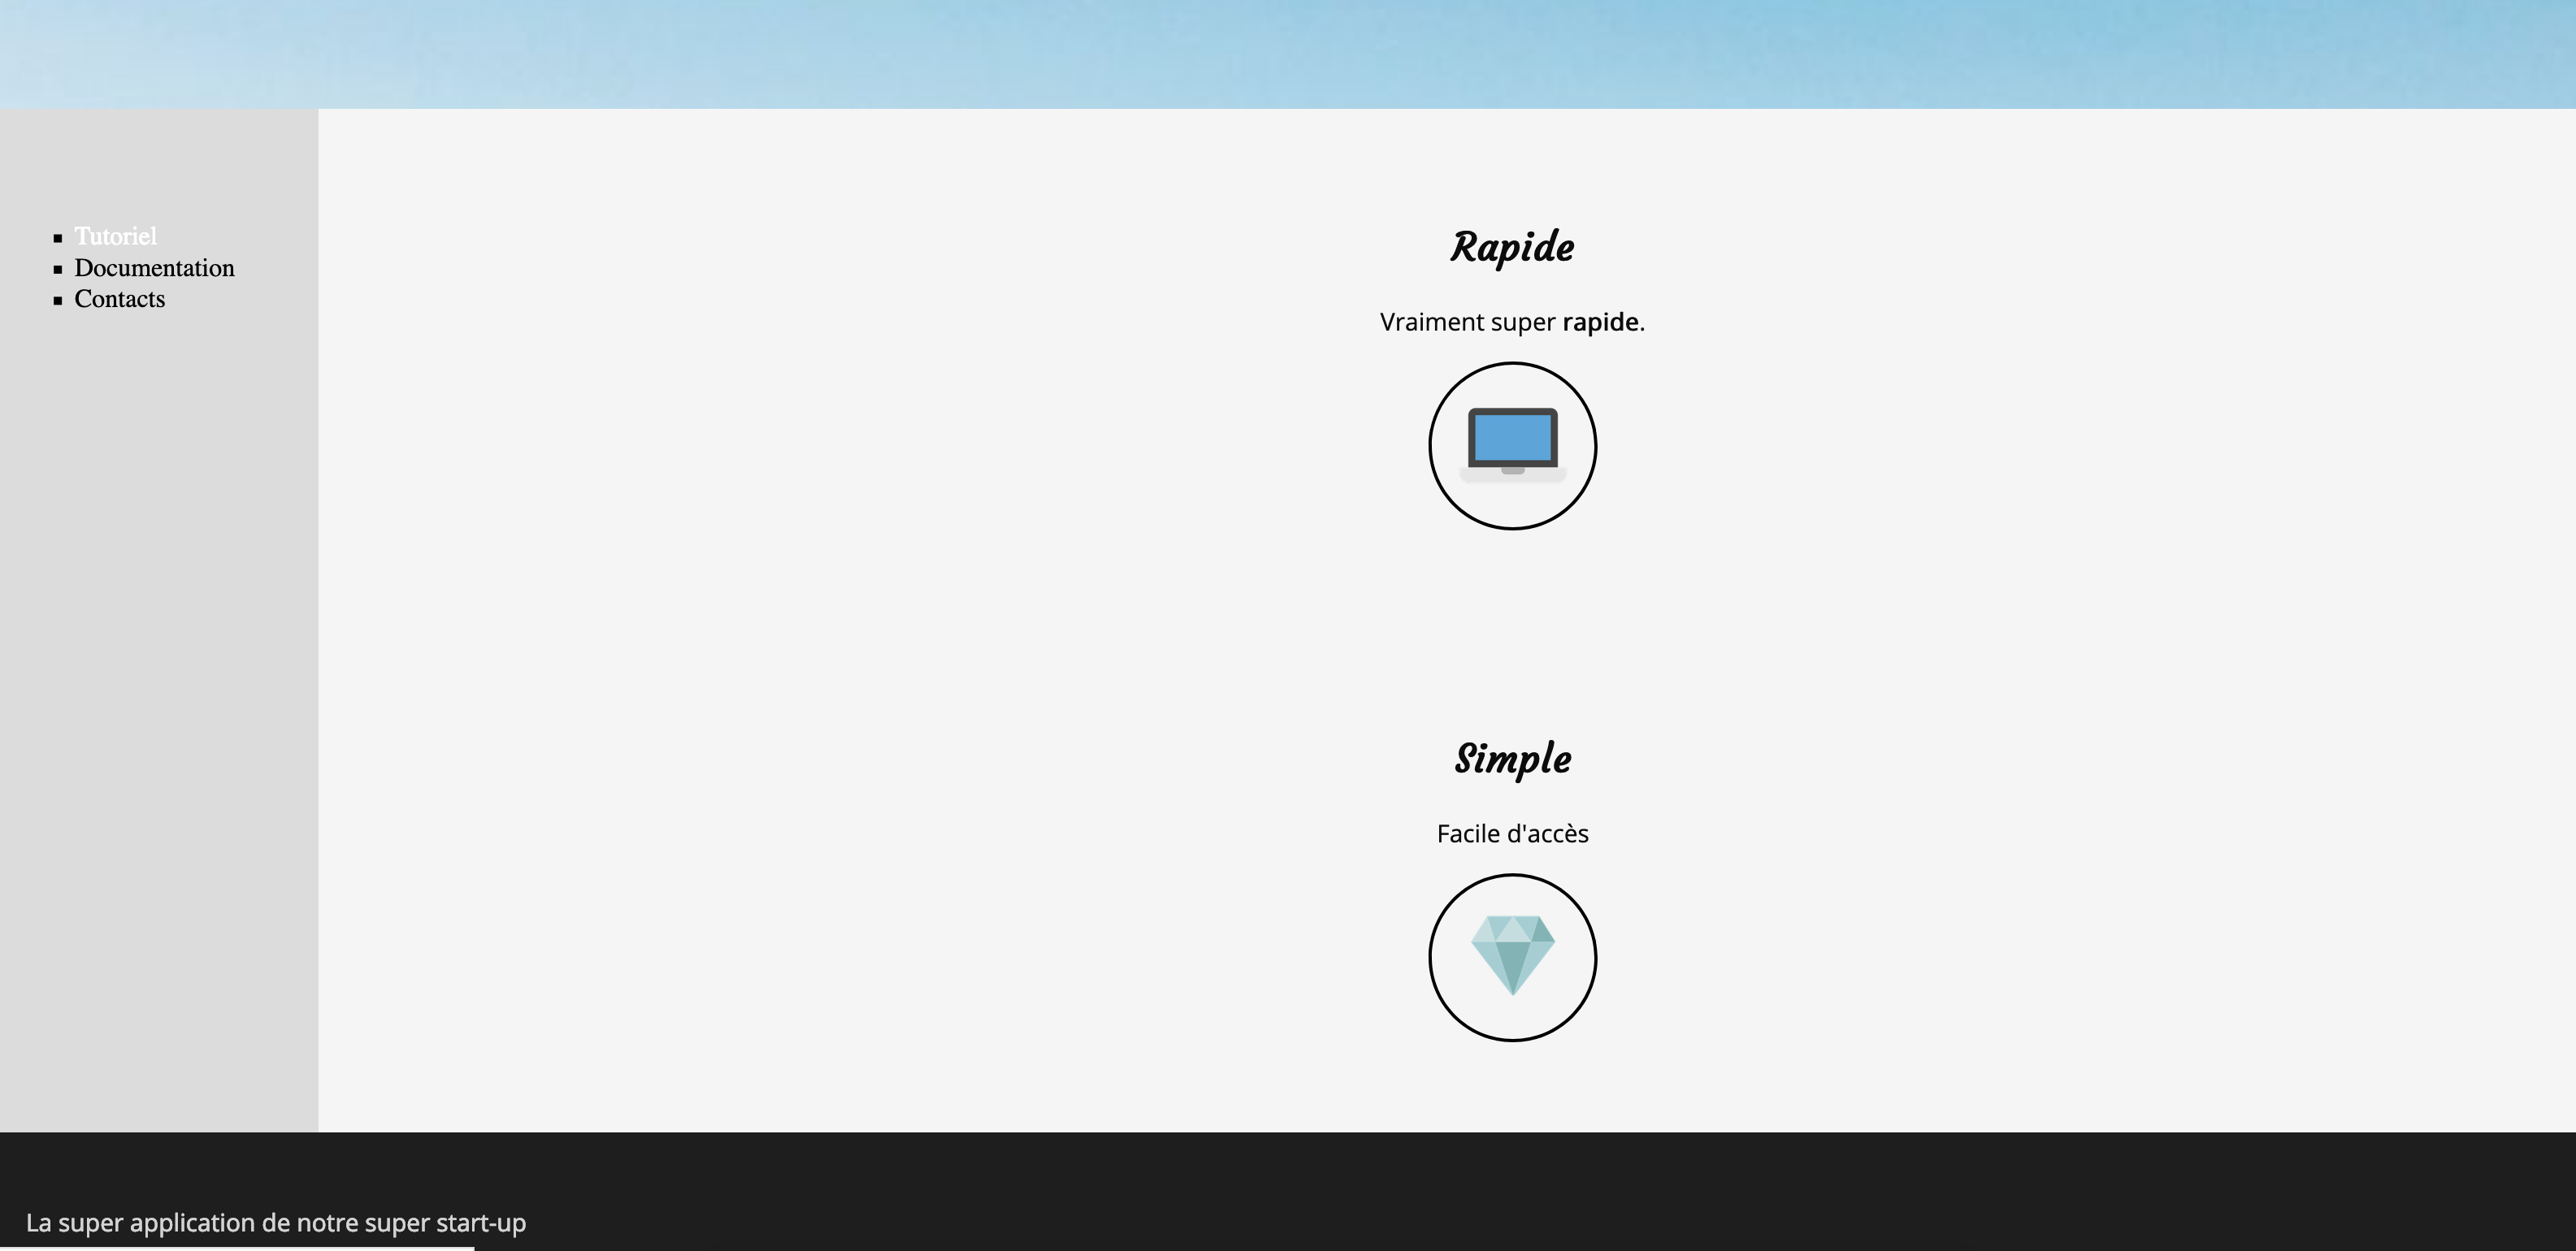 Tutoriel
Documentation
Contacts
Rapide
Vraiment super rapide.
Simple
Facile d'accès
La super application de notre super start-up